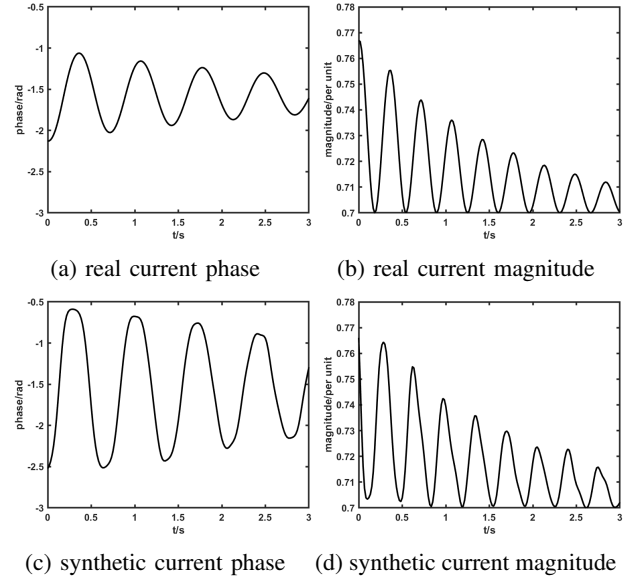 -0.5
-1
-1.5
-2
-2.5
-3
phase/rad
0 0.5 1 1.5 2 2.5 3
t/s
(a) real current phase
0.78
0.77
0.76
0.75
0.74
0.73
0.72
0.71
0.7
magnitude/per unit
0 0.5 1 1.5 2 2.5 3
t/s
(b) real current magnitude
-0.5
-1
-1.5
-2
-2.5
-3
phase/rad
0 0.5 1 1.5 2 2.5 3
t/s
(c) synthetic current phase
0.78
0.77
0.76
0.75
0.74
0.73
0.72
0.71
0.7
magnitude/per unit
0 0.5 1 1.5 2 2.5 3
t/s
(d) synthetic current magnitude